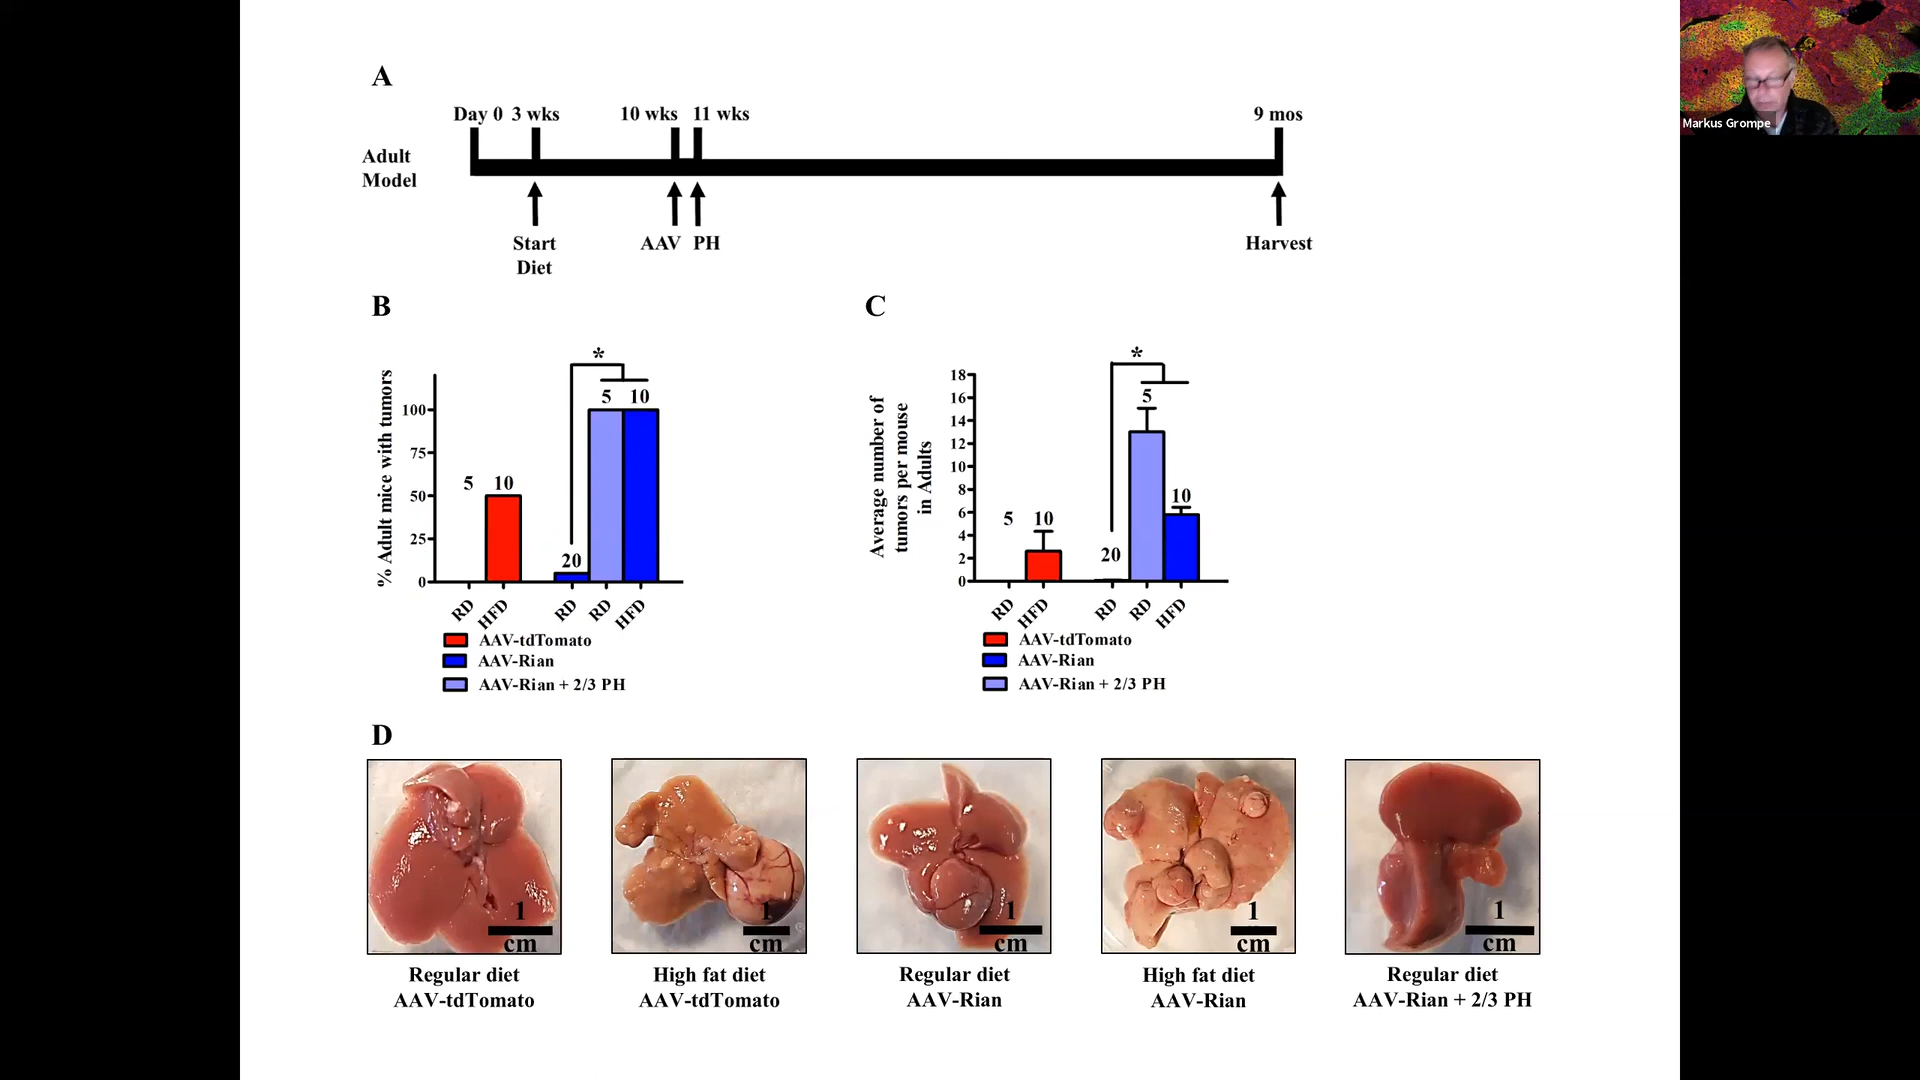 A
Day 0 3 wks 10 wks 11 wks 9 mos
Adult
Model
Start
Diet
AAV PH
Harvest
Markus Grompe
B
% Adult mice with tumors
100
75
50
25
0
5 10 20 5 10
*
RD HFD RD RD HFD
AAV-tdTomato
AAV-Rian
AAV-Rian + 2/3 PH
C
Average number of
tumors per mouse
in Adults
18
16
14
12
10
8
6
4
2
0
5 10 20 5 10
*
RD HFD RD RD HFD
AAV-tdTomato
AAV-Rian
AAV-Rian + 2/3 PH
D
1
cm
1
cm
1
cm
1
cm
1
cm
Regular diet
AAV-tdTomato
High fat diet
AAV-tdTomato
Regular diet
AAV-Rian
High fat diet
AAV-Rian
Regular diet
AAV-Rian + 2/3 PH